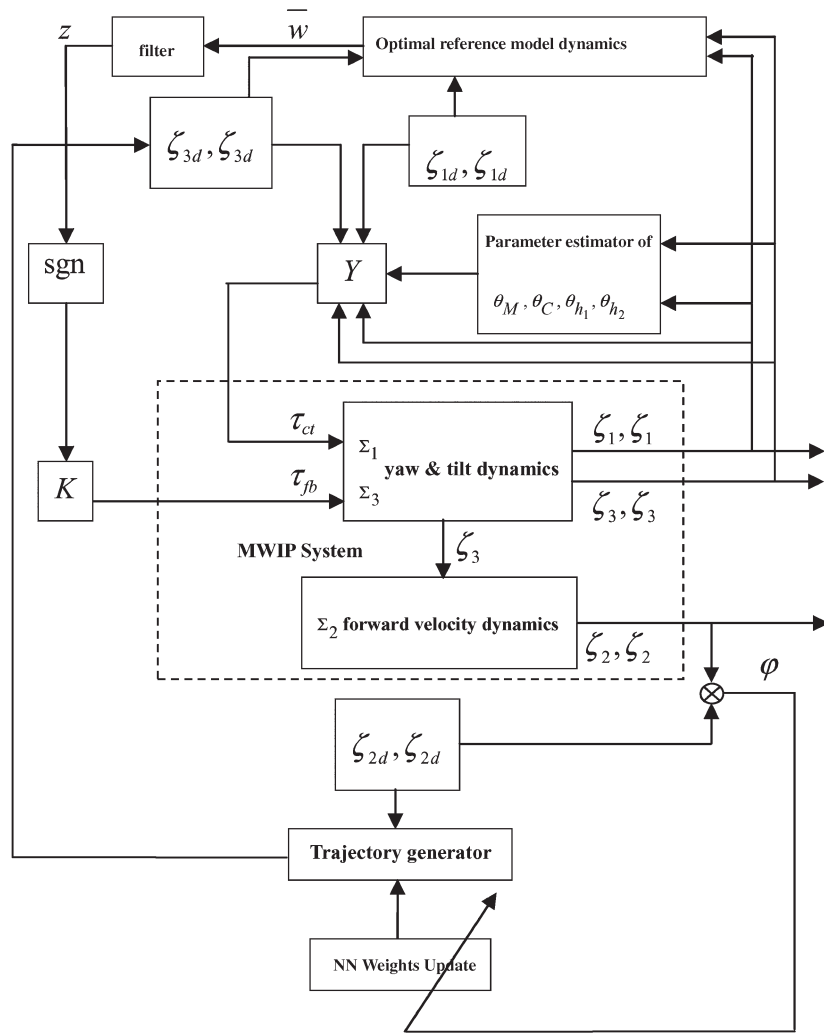 z
filter
w̅
Optimal reference model dynamics
ζ3d, ζ3d
ζ1d, ζ1d
sgn
Y
Parameter estimator of
θM, θC, θh1, θh2
K
τct
τfb
Σ1
yaw & tilt dynamics
Σ3
ζ1, ζ1
ζ3, ζ3
MWIP System
ζ3
Σ2 forward velocity dynamics
ζ2, ζ2
φ
ζ2d, ζ2d
Trajectory generator
NN Weights Update